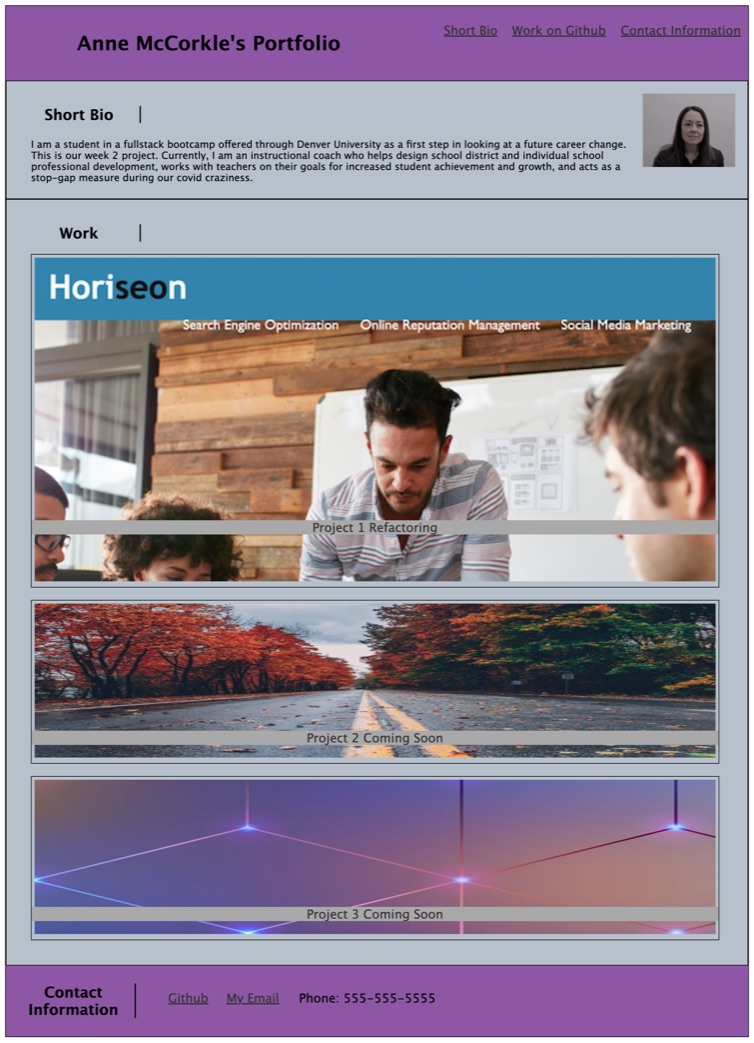 Anne McCorkle's Portfolio
Short Bio Work on Github Contact Information
Short Bio
I am a student in a fullstack bootcamp offered through Denver University as a first step in looking at a future career change.
This is our week 2 project. Currently, I am an instructional coach who helps design school district and individual school
professional development, works with teachers on their goals for increased student achievement and growth, and acts as a
stop-gap measure during our covid craziness.
Work
Horiseon
Search Engine Optimization Online Reputation Management Social Media Marketing
Project 1 Refactoring
Project 2 Coming Soon
Project 3 Coming Soon
Contact
Information
Github My Email Phone: 555-555-5555